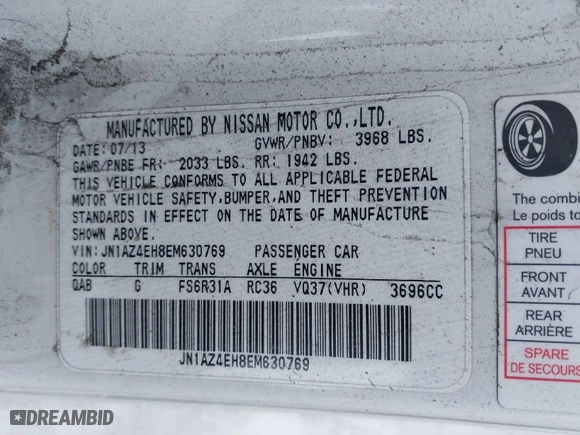 MANUFACTURED BY NISSAN MOTOR CO.,LTD.
DATE: 07/13 GVWR/PNBV: 3968 LBS.
GAWR/PNBE FR: 2033 LBS. RR: 1942 LBS.
THIS VEHICLE CONFORMS TO ALL APPLICABLE FEDERAL
MOTOR VEHICLE SAFETY,BUMPER,AND THEFT PREVENTION
STANDARDS IN EFFECT ON THE DATE OF MANUFACTURE
SHOWN ABOVE.
VIN: JN1AZ4EH8EM630769 PASSENGER CAR
COLOR TRIM TRANS AXLE ENGINE
QAB G FS6R31A RC36 VQ37(VHR) 3696CC
JN1AZ4EH8EM630769
The combi
Le poids to
TIRE
PNEU
FRONT
AVANT
REAR
ARRIÈRE
SPARE
DE SECOURS
DREAMBID